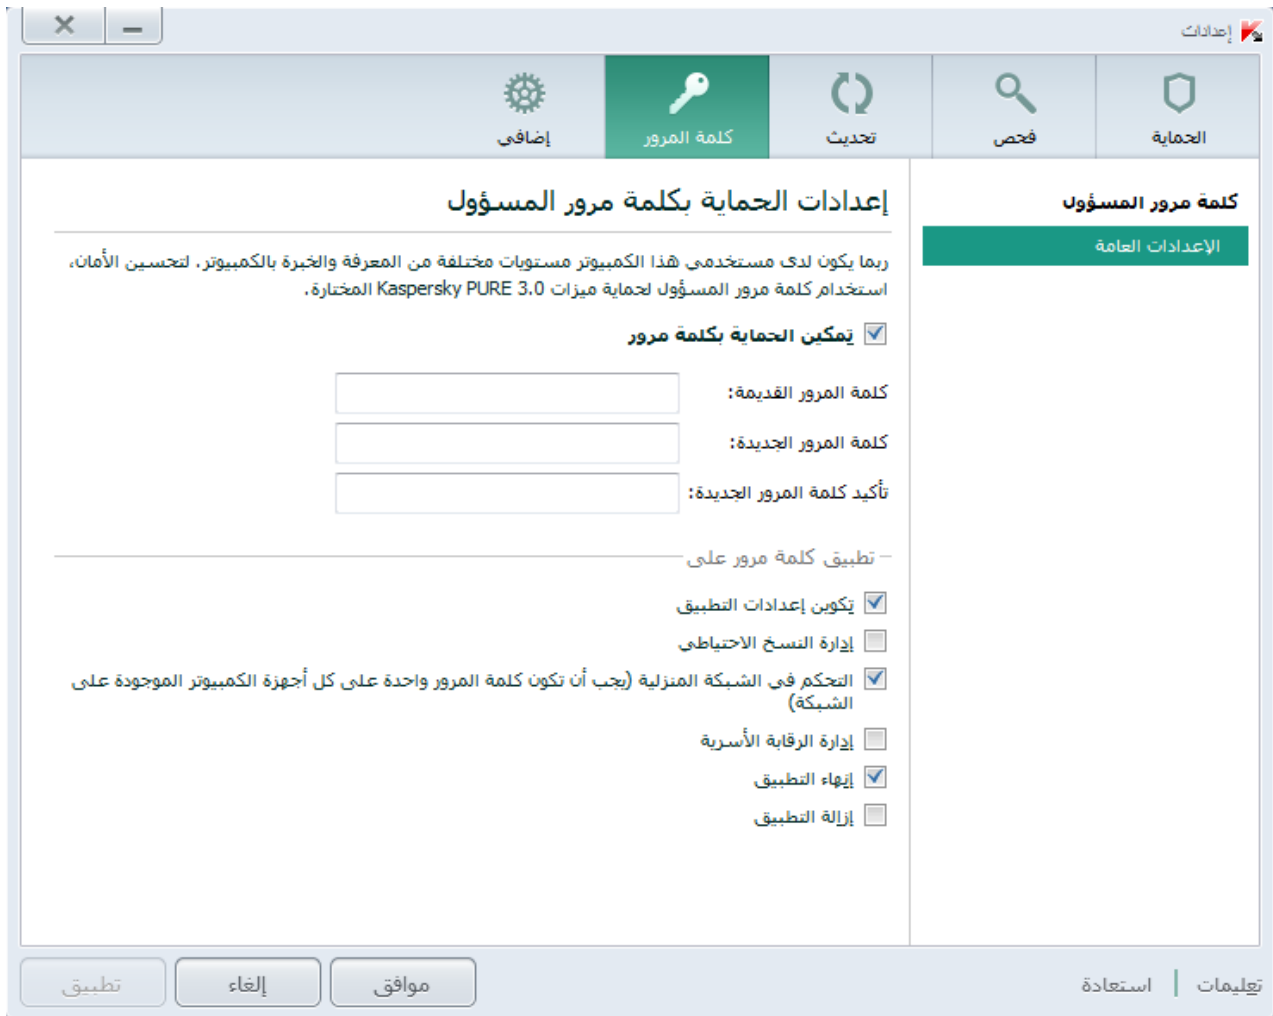 إعدادات
الحماية
فحص
تحديث
كلمة المرور
إضافي
كلمة مرور المسؤول
الإعدادات العامة
إعدادات الحماية بكلمة مرور المسؤول
ربما يكون لدى مستخدمي هذا الكمبيوتر مستويات مختلفة من المعرفة والخبرة بالكمبيوتر. لتحسين الأمان،
استخدام كلمة مرور المسؤول لحماية ميزات Kaspersky PURE 3.0 المختارة.
تمكين الحماية بكلمة مرور
كلمة المرور القديمة:
كلمة المرور الجديدة:
تأكيد كلمة المرور الجديدة:
تطبيق كلمة مرور على
تكوين إعدادات التطبيق
إدارة النسخ الاحتياطي
التحكم في الشبكة المنزلية (يجب أن تكون كلمة المرور واحدة على كل أجهزة الكمبيوتر الموجودة على
الشبكة)
إدارة الرقابة الأسرية
إنهاء التطبيق
إزالة التطبيق
تعليمات | استعادة
موافق
إلغاء
تطبيق